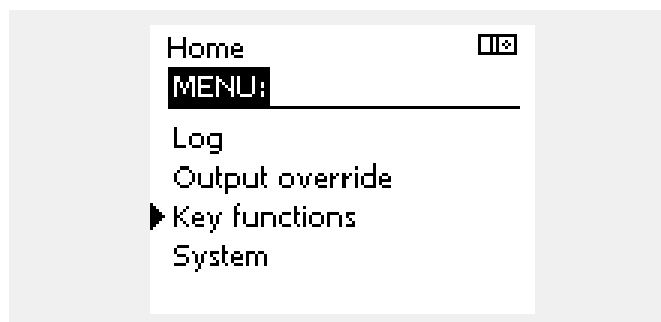 Home
MENU:
Log
Output override
Key functions
System